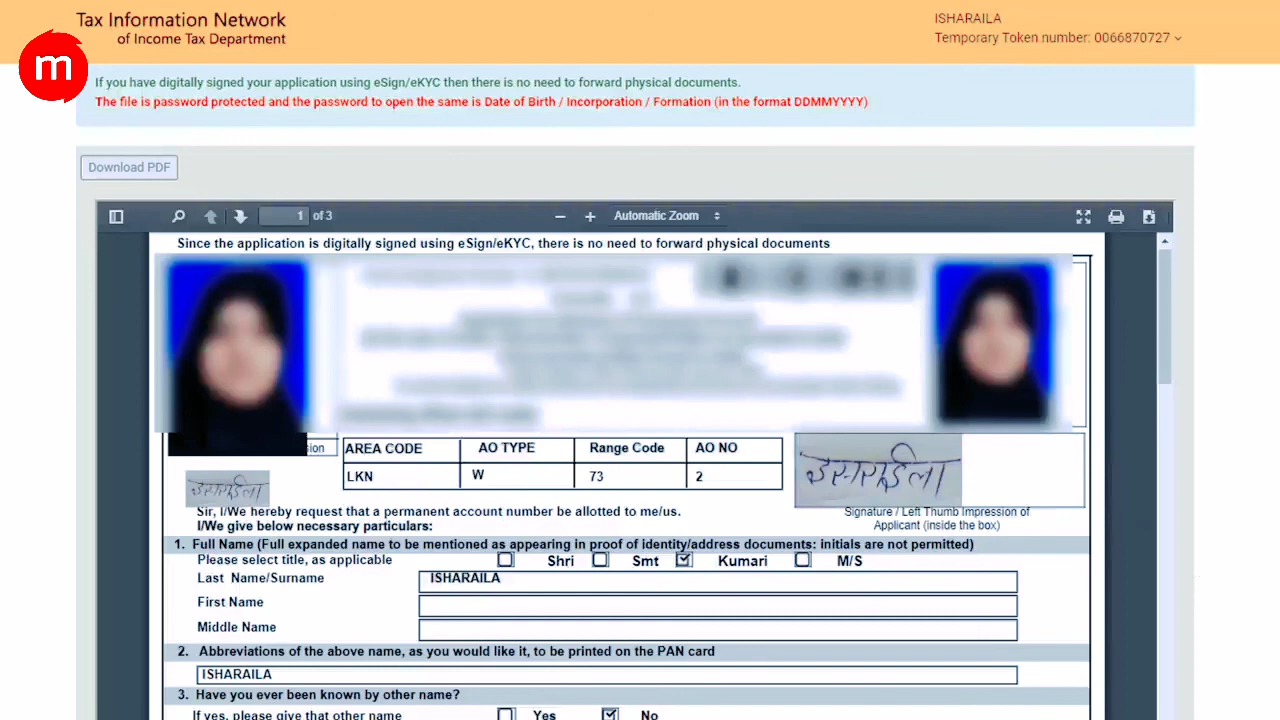 Tax Information Network
of Income Tax Department
ISHARAILA
Temporary Token number: 0066870727
m
If you have digitally signed your application using eSign/eKYC then there is no need to forward physical documents.
The file is password protected and the password to open the same is Date of Birth / Incorporation / Formation (in the format DDMMYYYY)
Download PDF
1 of 3
Automatic Zoom
Since the application is digitally signed using eSign/eKYC, there is no need to forward physical documents
AREA CODE AO TYPE Range Code AO NO
LKN W 73 2
इसराईला
इसराईला
Sir, I/We hereby request that a permanent account number be allotted to me/us.
I/We give below necessary particulars:
Signature / Left Thumb Impression of
Applicant (inside the box)
1. Full Name (Full expanded name to be mentioned as appearing in proof of identity/address documents: initials are not permitted)
Please select title, as applicable Shri Smt Kumari M/S
Last Name/Surname ISHARAILA
First Name
Middle Name
2. Abbreviations of the above name, as you would like it, to be printed on the PAN card
ISHARAILA
3. Have you ever been known by other name?
If yes, please give that other name Yes No